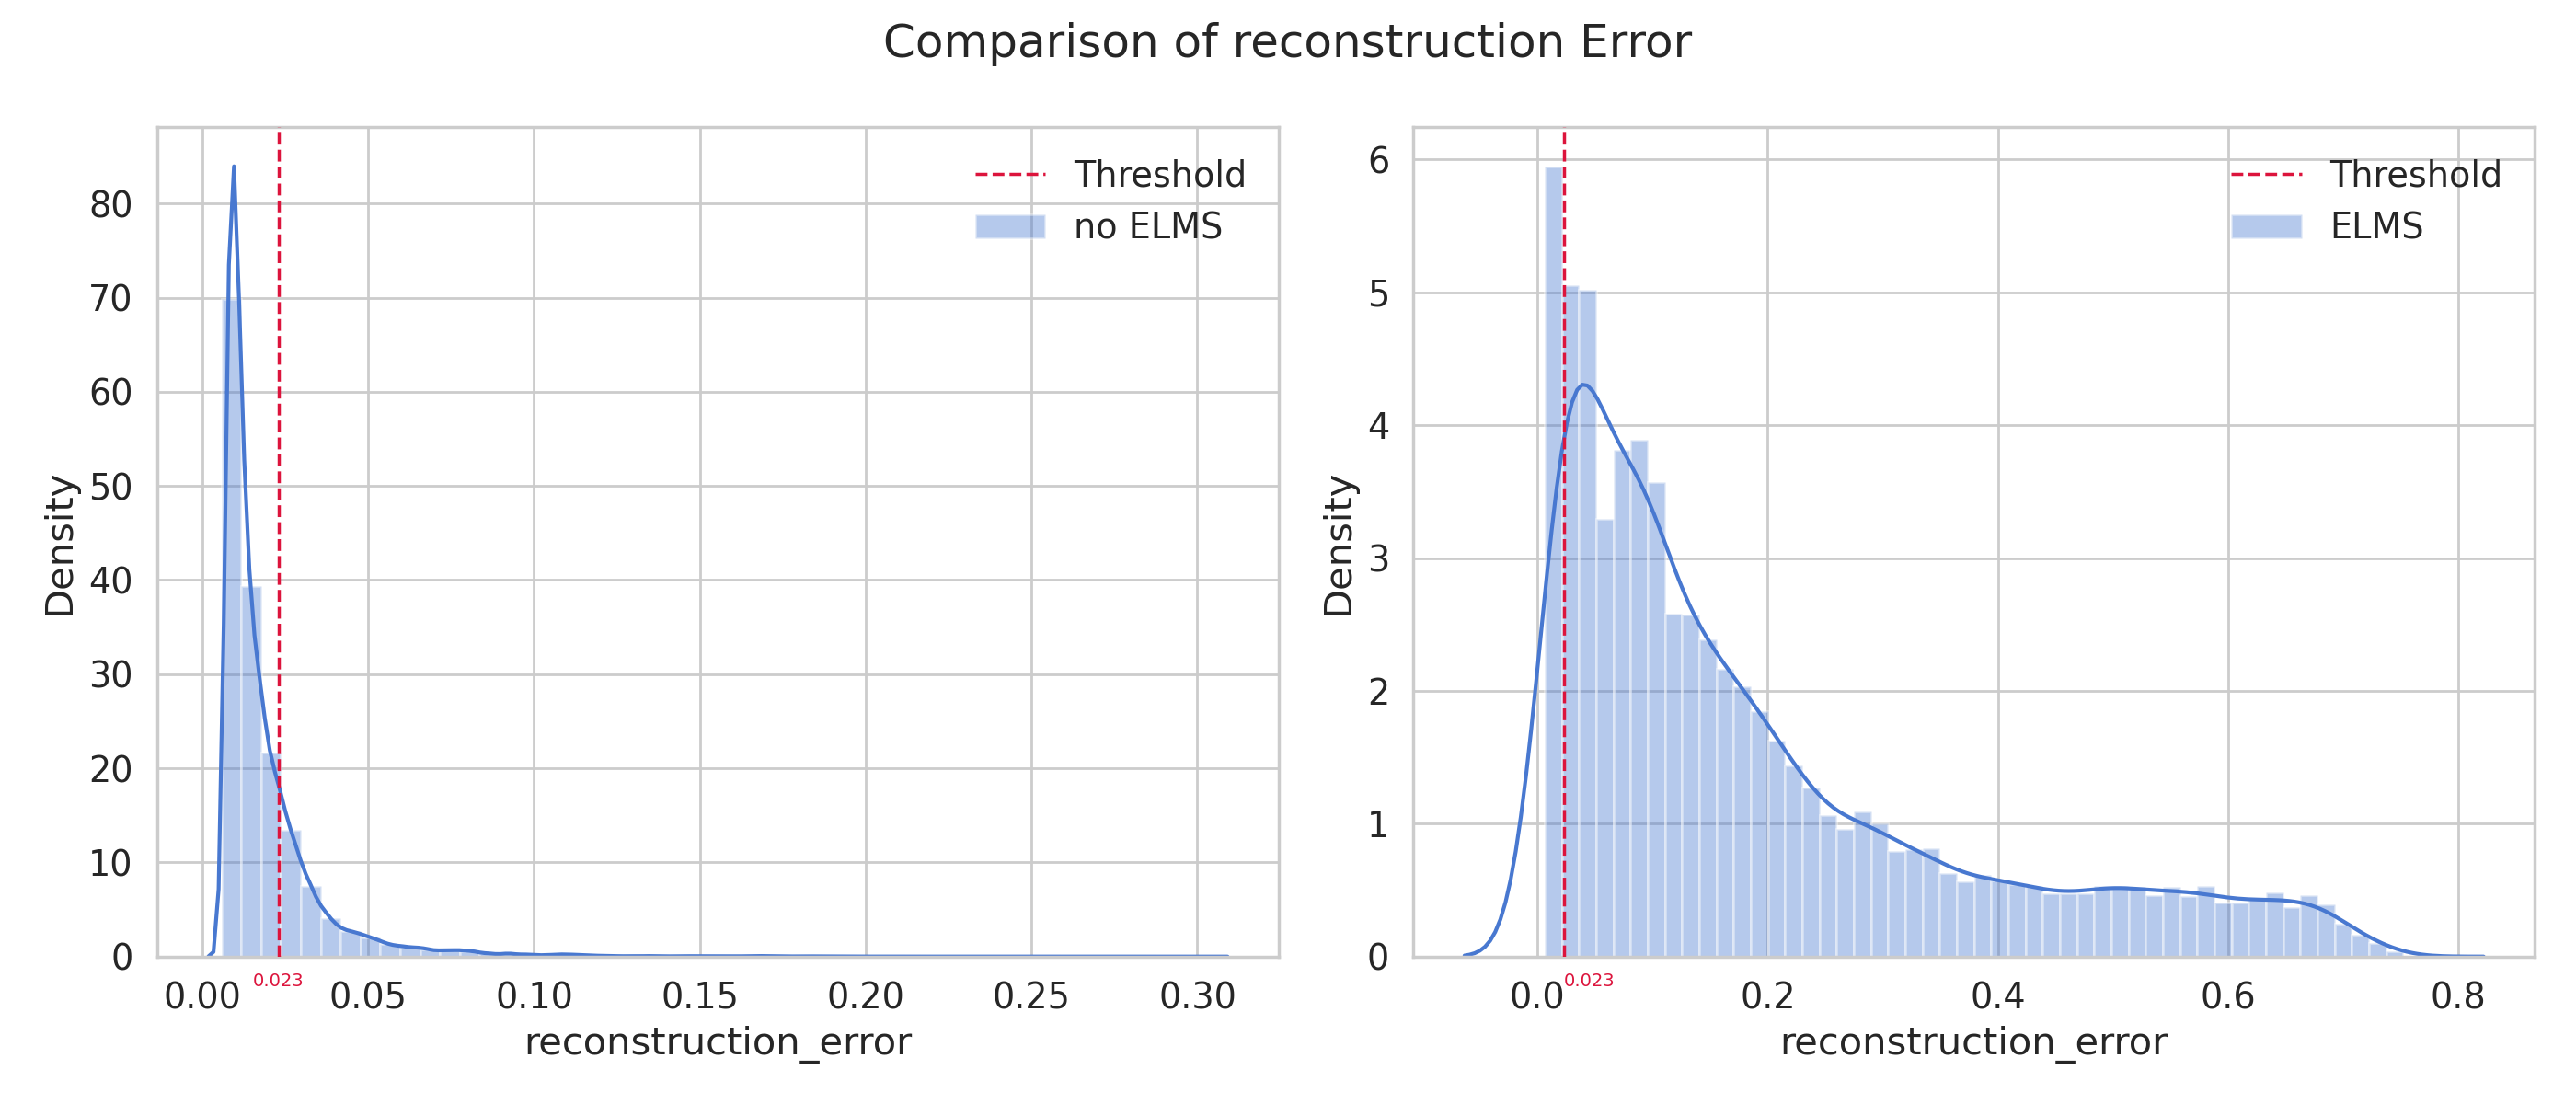 Comparison of reconstruction Error
Threshold
no ELMS
80
70
60
50
40
30
20
10
0
Density
0.023
0.00 0.05 0.10 0.15 0.20 0.25 0.30
reconstruction_error
Threshold
ELMS
6
5
4
3
2
1
0
Density
0.023
0.0 0.2 0.4 0.6 0.8
reconstruction_error